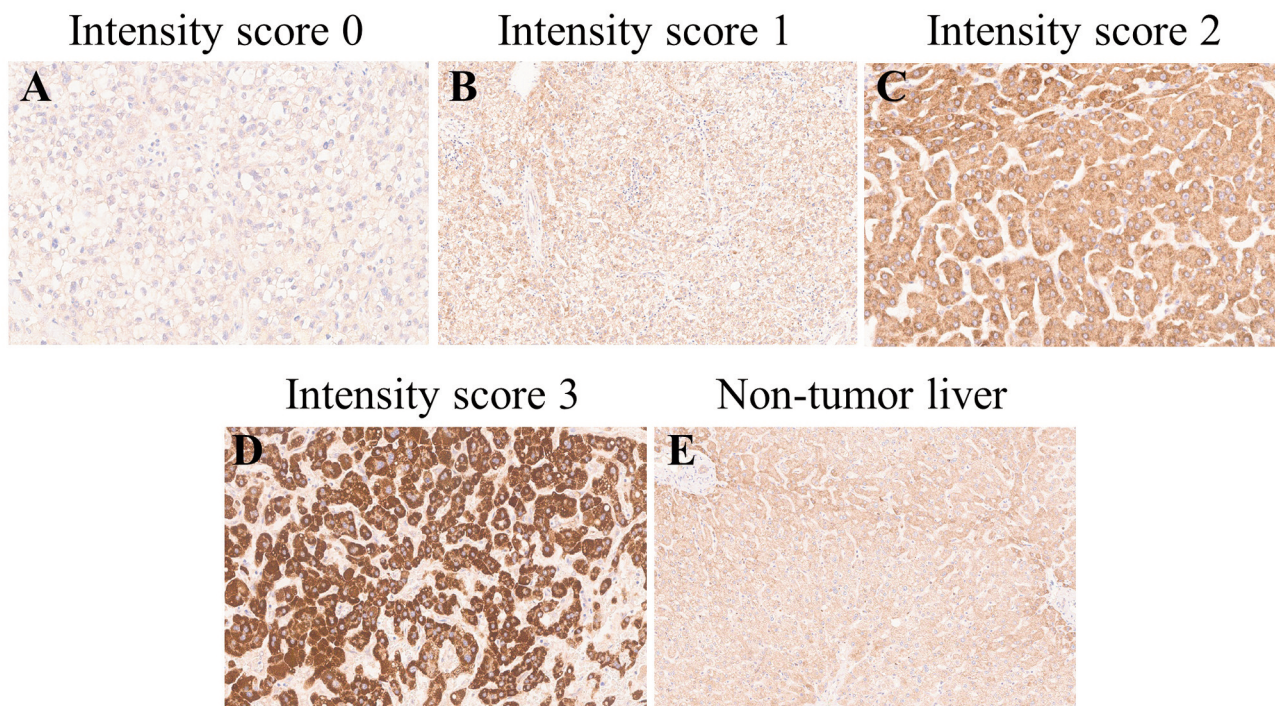 Intensity score 0
Intensity score 1
Intensity score 2
A
B
C
Intensity score 3
Non-tumor liver
D
E